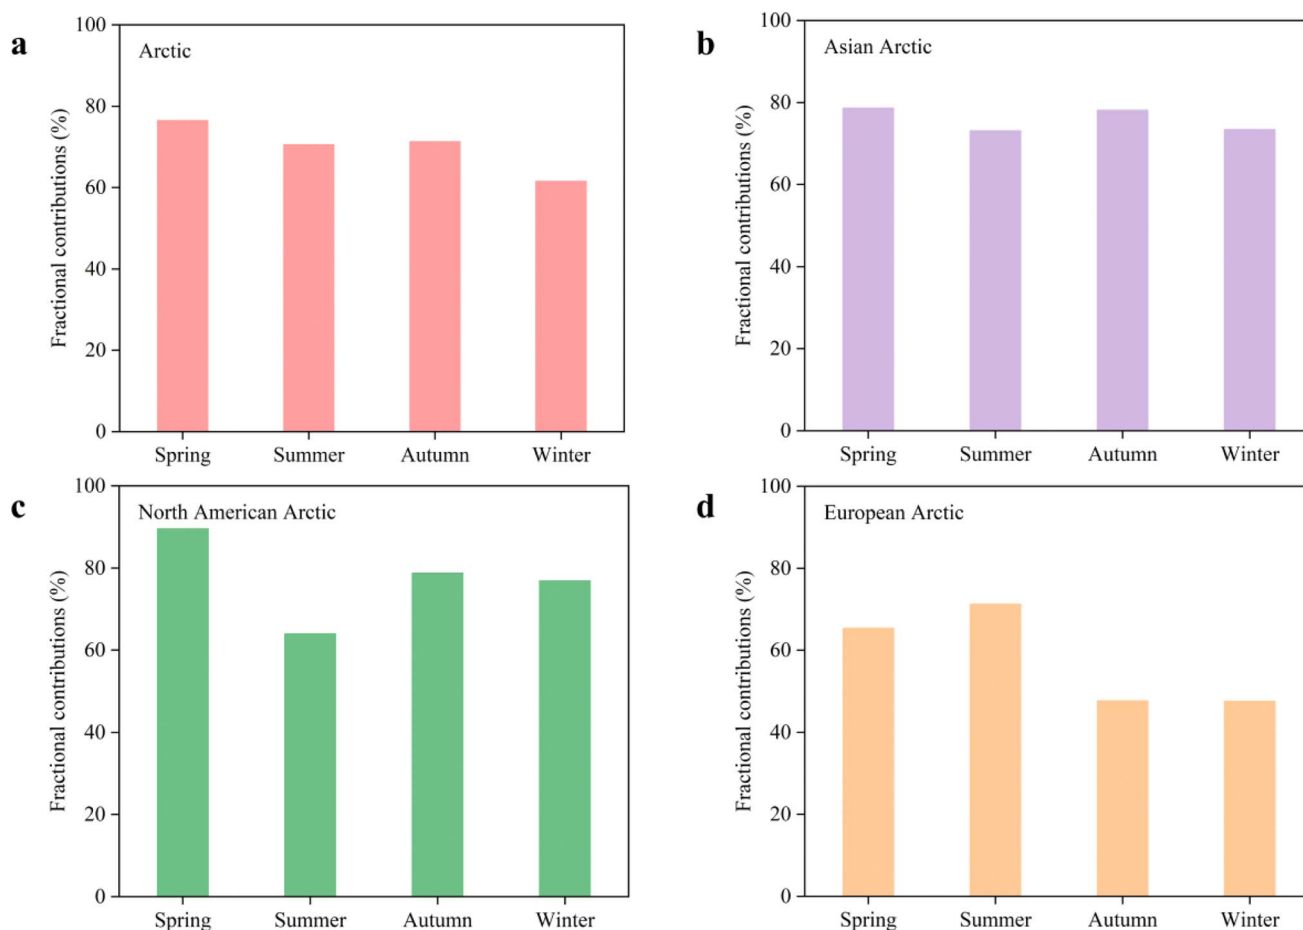 a
Arctic
Fractional contributions (%)
100
80
60
40
20
0
Spring Summer Autumn Winter
b
Asian Arctic
Fractional contributions (%)
100
80
60
40
20
0
Spring Summer Autumn Winter
c
North American Arctic
Fractional contributions (%)
100
80
60
40
20
0
Spring Summer Autumn Winter
d
European Arctic
Fractional contributions (%)
100
80
60
40
20
0
Spring Summer Autumn Winter